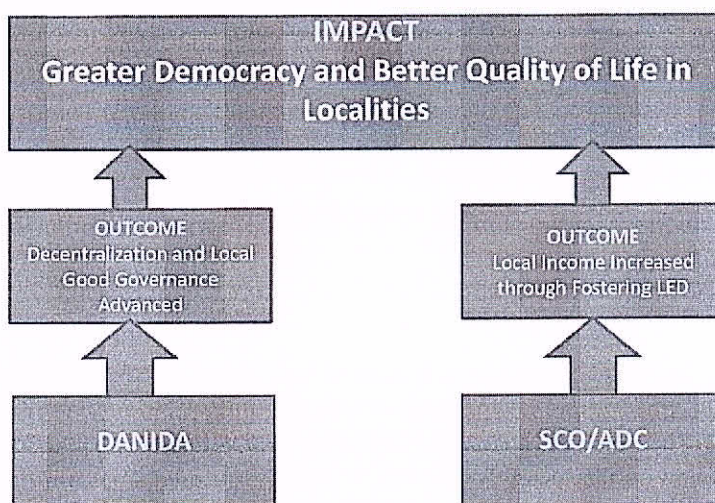 IMPACT
Greater Democracy and Better Quality of Life in
Localities
OUTCOME
Decentralization and Local
Good Governance
Advanced
OUTCOME
Local Income Increased
through Fostering LED
DANIDA
SCO/ADC